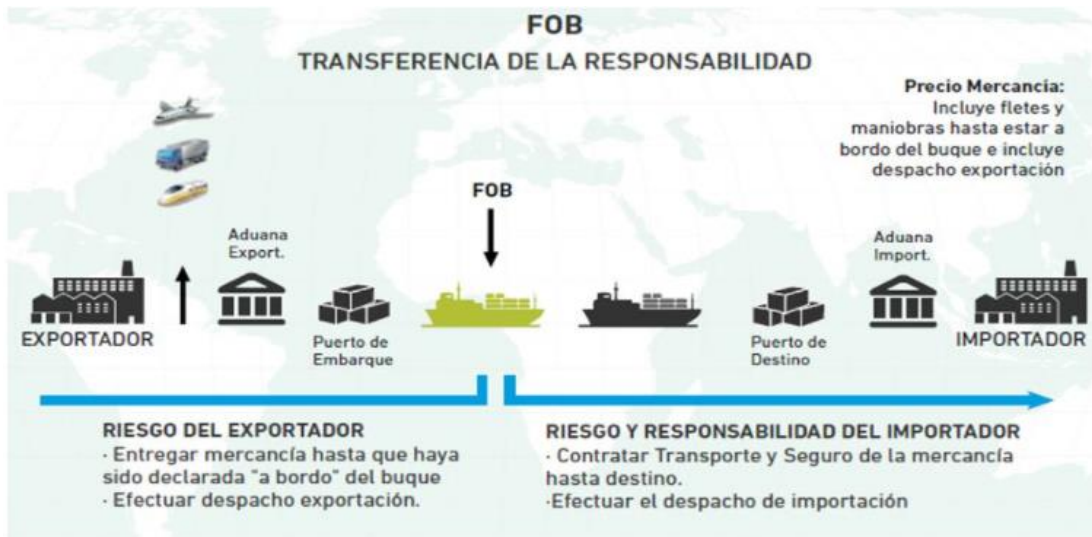 FOB
TRANSFERENCIA DE LA RESPONSABILIDAD
Precio Mercancía:
Incluye fletes y
maniobras hasta estar a
bordo del buque e incluye
despacho exportación
FOB
Aduana
Export.
Aduana
Import.
EXPORTADOR
Puerto de
Embarque
Puerto de
Destino
IMPORTADOR
RIESGO DEL EXPORTADOR
· Entregar mercancía hasta que haya
sido declarada "a bordo" del buque
· Efectuar despacho exportación.
RIESGO Y RESPONSABILIDAD DEL IMPORTADOR
· Contratar Transporte y Seguro de la mercancía
hasta destino.
·Efectuar el despacho de importación